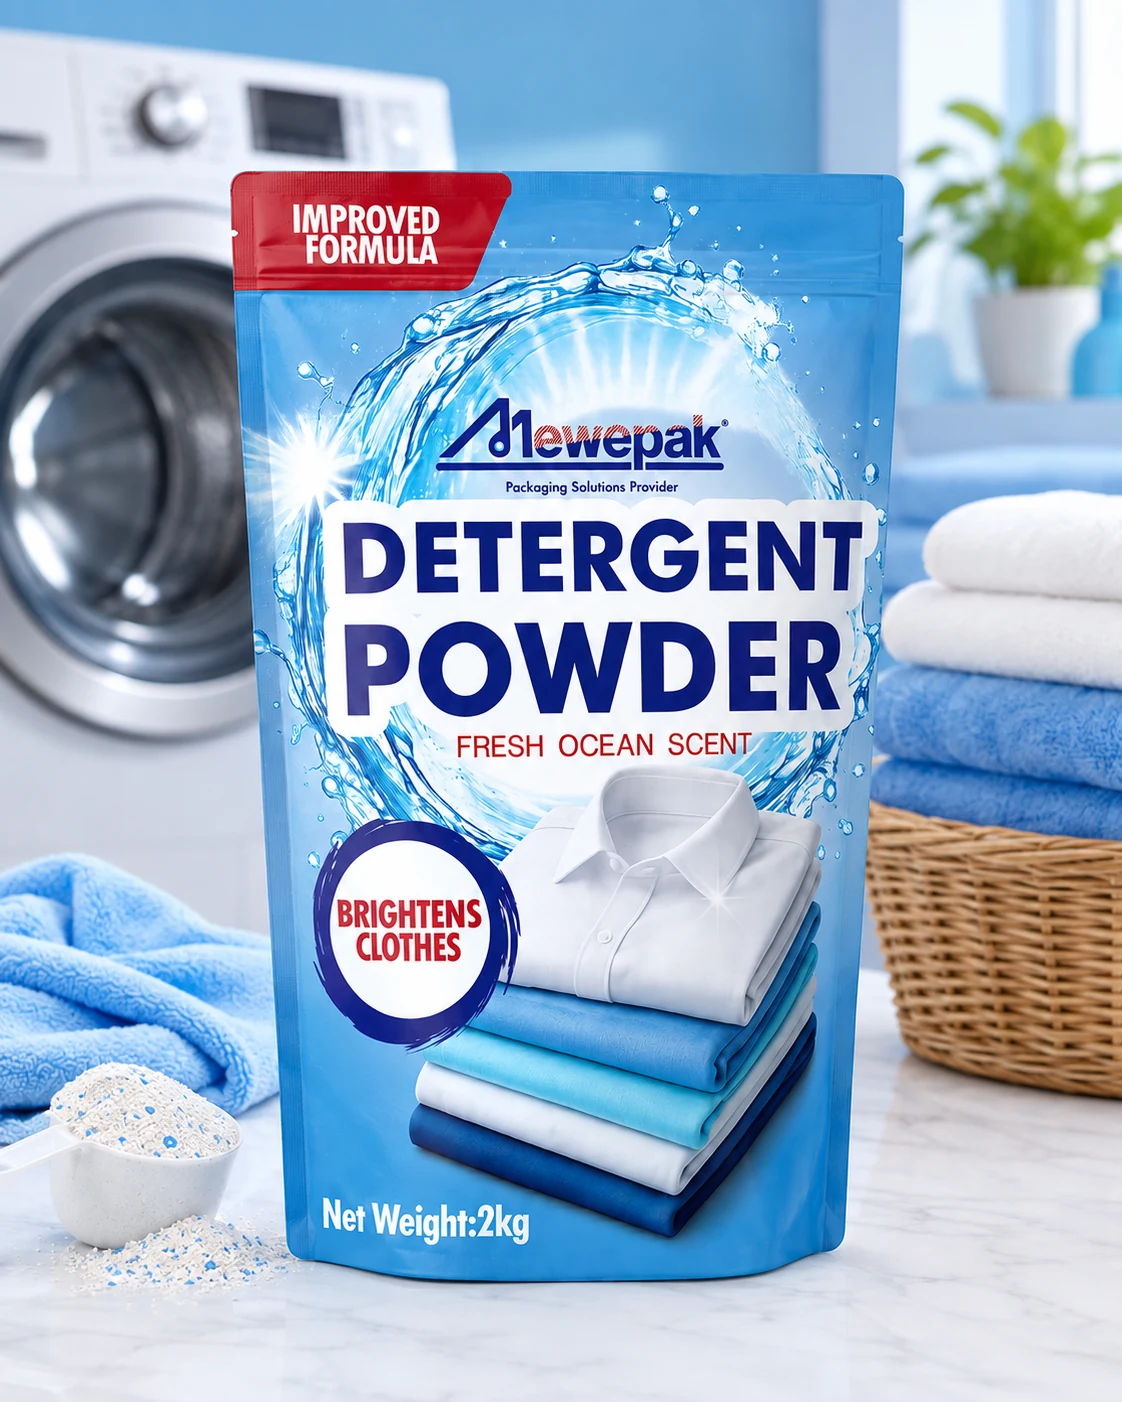 IMPROVED
FORMULA
Mewepak®
Packaging Solutions Provider
DETERGENT
POWDER
FRESH OCEAN SCENT
BRIGHTENS
CLOTHES
Net Weight:2kg